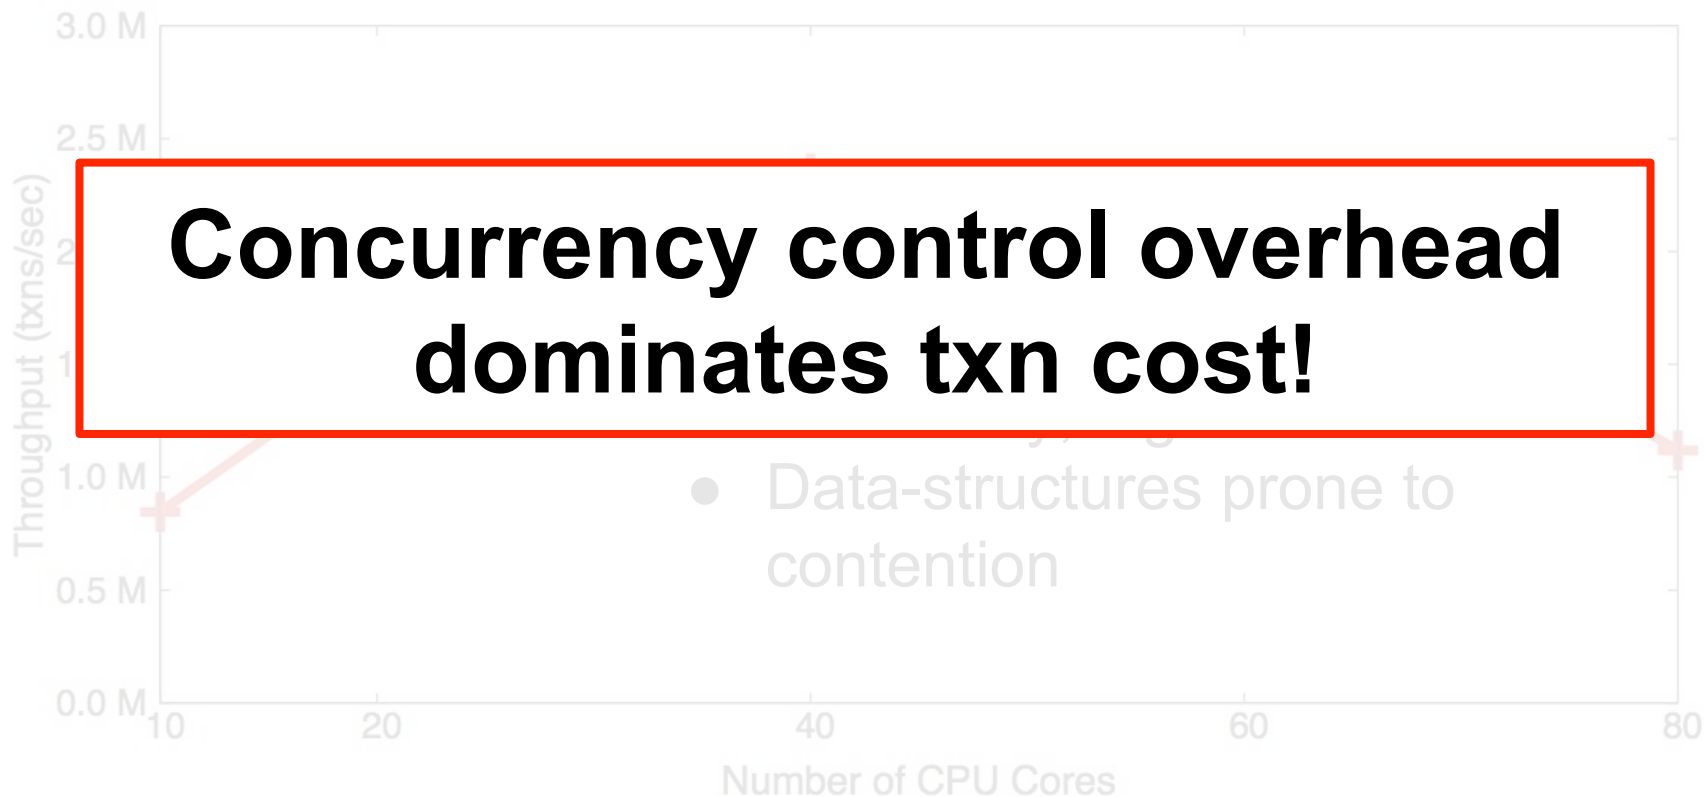 3.0 M
2.5 M
Concurrency control overhead
dominates txn cost!
Throughput (txns/sec)
1.0 M
● Data-structures prone to
contention
0.5 M
0.0 M
10 20 40 60 80
Number of CPU Cores